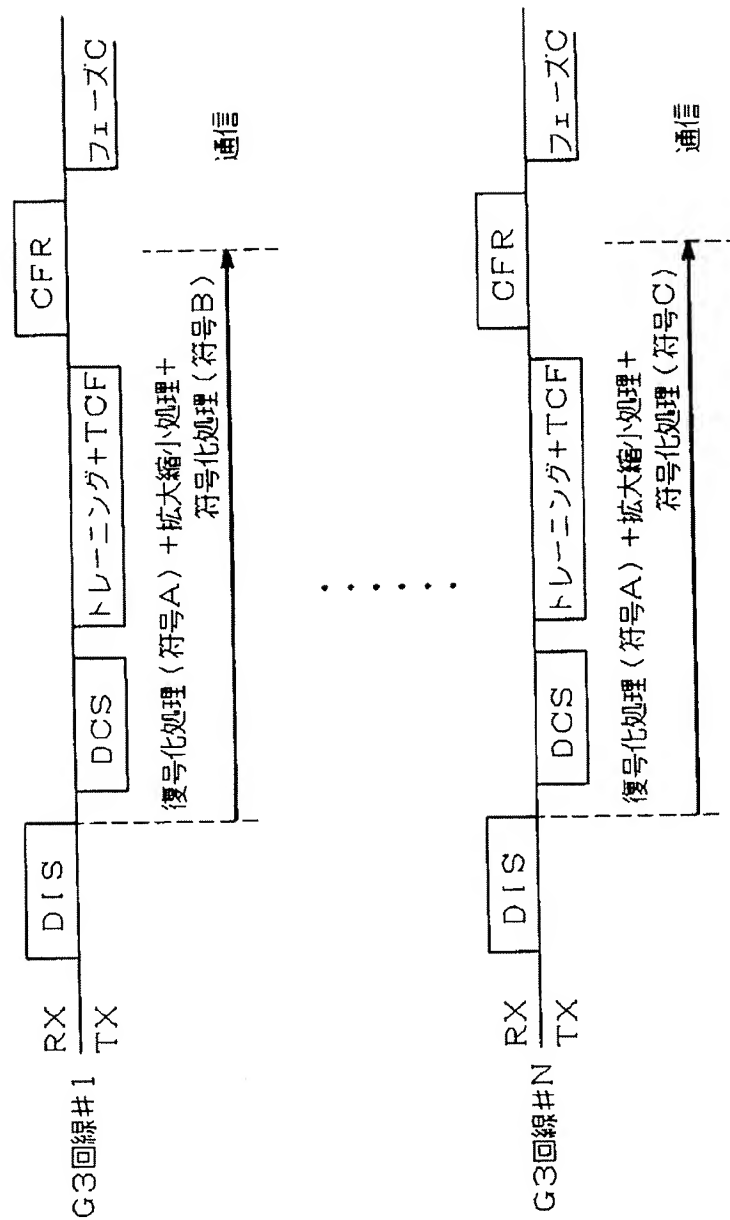 G3回線#1
RX
TX
DIS
DCS
トレーニング+TCF
CFR
フェーズC
復号化処理(符号A)+拡大縮小処理+
符号化処理(符号B)
通信
・・・・・・
G3回線#N
RX
TX
DIS
DCS
トレーニング+TCF
CFR
フェーズC
復号化処理(符号A)+拡大縮小処理+
符号化処理(符号C)
通信